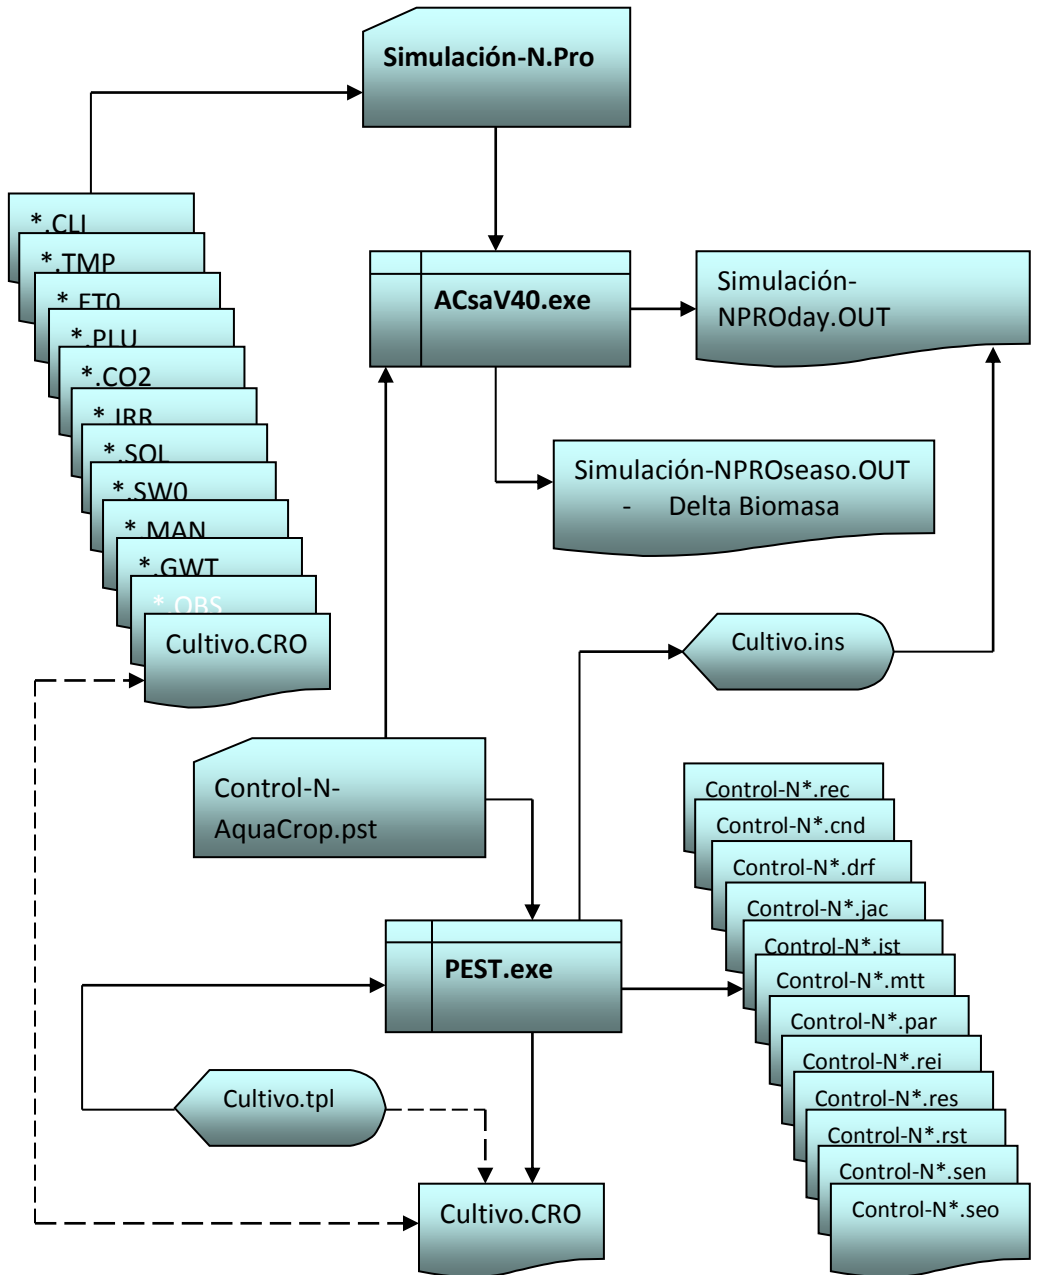 Simulación-N.Pro
*.CLI
*.TMP
*.ET0
*.PLU
*.CO2
*.IRR
*.SOL
*.SW0
*.MAN
*.GWT
*.OBS
Cultivo.CRO
ACsaV40.exe
Simulación-
NPROday.OUT
Simulación-NPROseaso.OUT
- Delta Biomasa
Cultivo.ins
Control-N-
AquaCrop.pst
PEST.exe
Cultivo.tpl
Cultivo.CRO
Control-N*.rec
Control-N*.cnd
Control-N*.drf
Control-N*.jac
Control-N*.jst
Control-N*.mtt
Control-N*.par
Control-N*.rei
Control-N*.res
Control-N*.rst
Control-N*.sen
Control-N*.seo